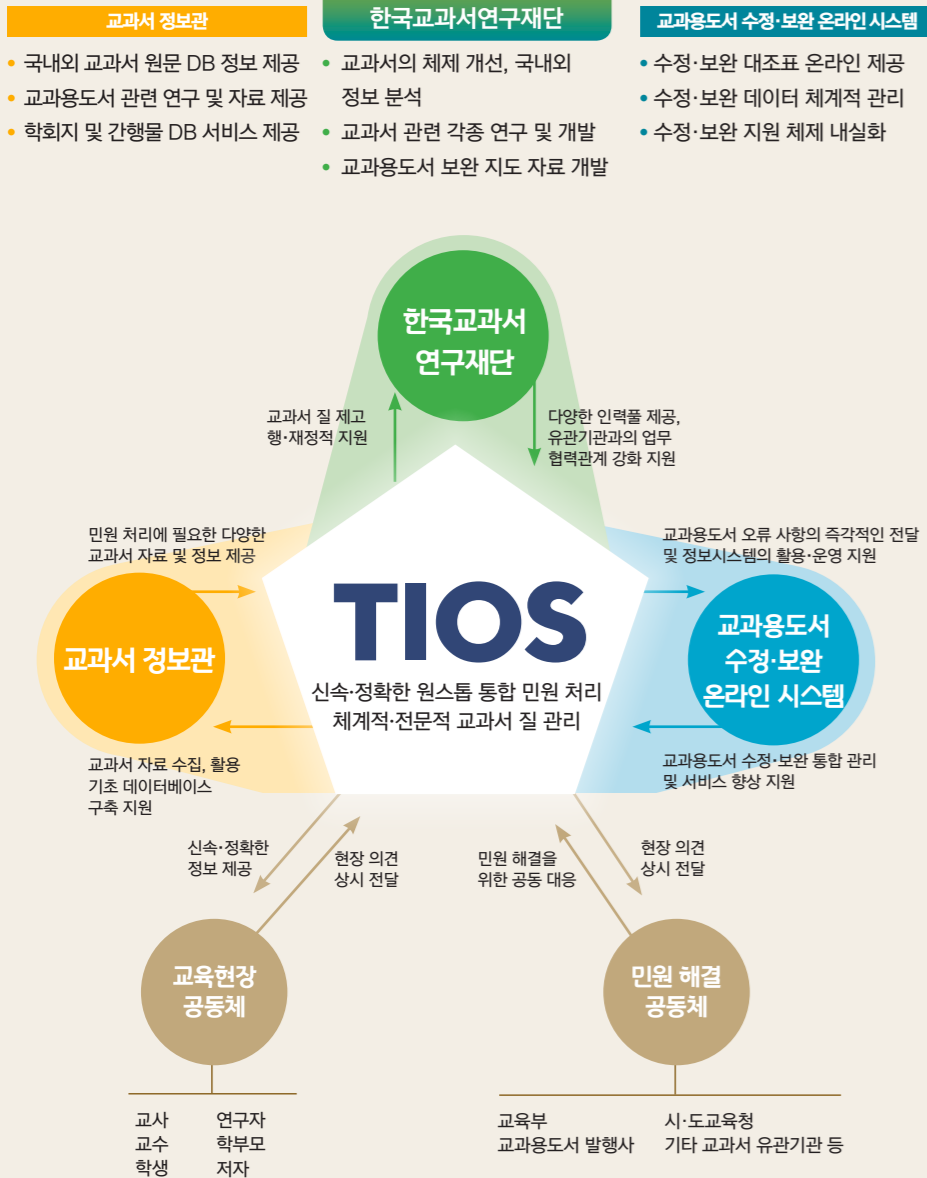 교과서 정보관
• 국내외 교과서 원문 DB 정보 제공
• 교과용도서 관련 연구 및 자료 제공
• 학회지 및 간행물 DB 서비스 제공
한국교과서연구재단
• 교과서의 체제 개선, 국내외
정보 분석
• 교과서 관련 각종 연구 및 개발
• 교과용도서 보완 지도 자료 개발
교과용도서 수정·보완 온라인 시스템
• 수정·보완 대조표 온라인 제공
• 수정·보완 데이터 체계적 관리
• 수정·보완 지원 체제 내실화
한국교과서
연구재단
교과서 질 제고
행·재정적 지원
다양한 인력풀 제공,
유관기관과의 업무
협력관계 강화 지원
민원 처리에 필요한 다양한
교과서 자료 및 정보 제공
교과용도서 오류 사항의 즉각적인 전달
및 정보시스템의 활용·운영 지원
교과서 정보관
TIOS
신속·정확한 원스톱 통합 민원 처리
체계적·전문적 교과서 질 관리
교과용도서
수정·보완
온라인 시스템
교과서 자료 수집, 활용
기초 데이터베이스
구축 지원
교과용도서 수정·보완 통합 관리
및 서비스 향상 지원
신속·정확한
정보 제공
현장 의견
상시 전달
민원 해결을
위한 공동 대응
현장 의견
상시 전달
교육현장
공동체
민원 해결
공동체
교사
교수
학생
연구자
학부모
저자
교육부
교과용도서 발행사
시·도교육청
기타 교과서 유관기관 등